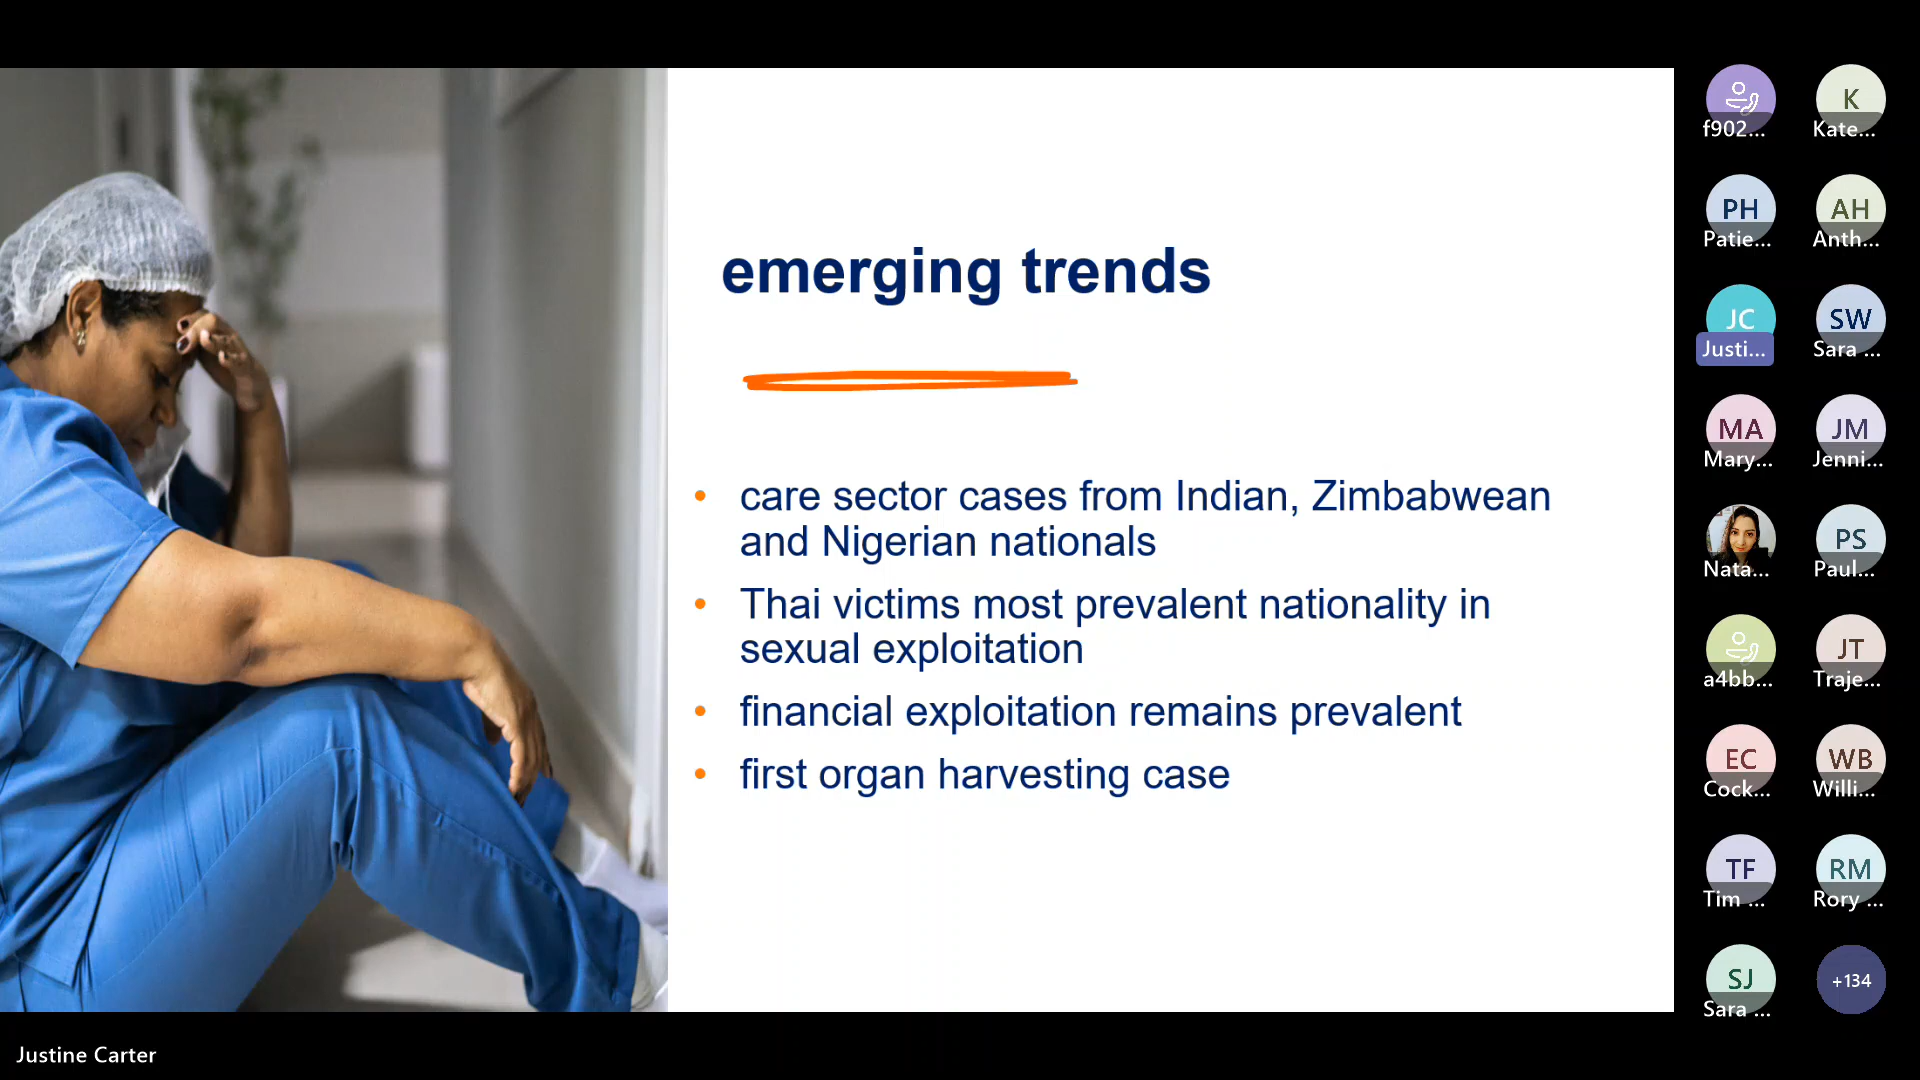 emerging trends
care sector cases from Indian, Zimbabwean
and Nigerian nationals
Thai victims most prevalent nationality in
sexual exploitation
financial exploitation remains prevalent
first organ harvesting case
f902...
K
Kate...
PH
Patie...
AH
Anth...
JC
Justi...
SW
Sara ...
MA
Mary...
JM
Jenni...
Nata...
PS
Paul...
a4bb...
JT
Traje...
EC
Cock...
WB
Willi...
TF
Tim ...
RM
Rory ...
SJ
Sara ...
+134
Justine Carter